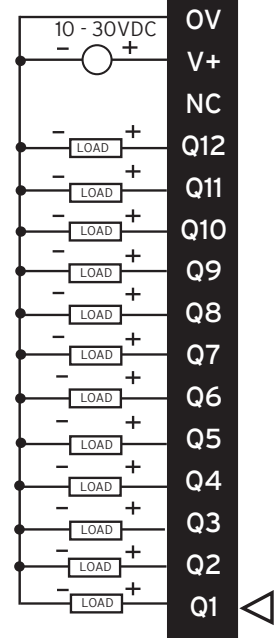 10 - 30VDC 0V
- + V+
NC
- LOAD + Q12
- LOAD + Q11
- LOAD + Q10
- LOAD + Q9
- LOAD + Q8
- LOAD + Q7
- LOAD + Q6
- LOAD + Q5
- LOAD + Q4
- LOAD + Q3
- LOAD + Q2
- LOAD + Q1